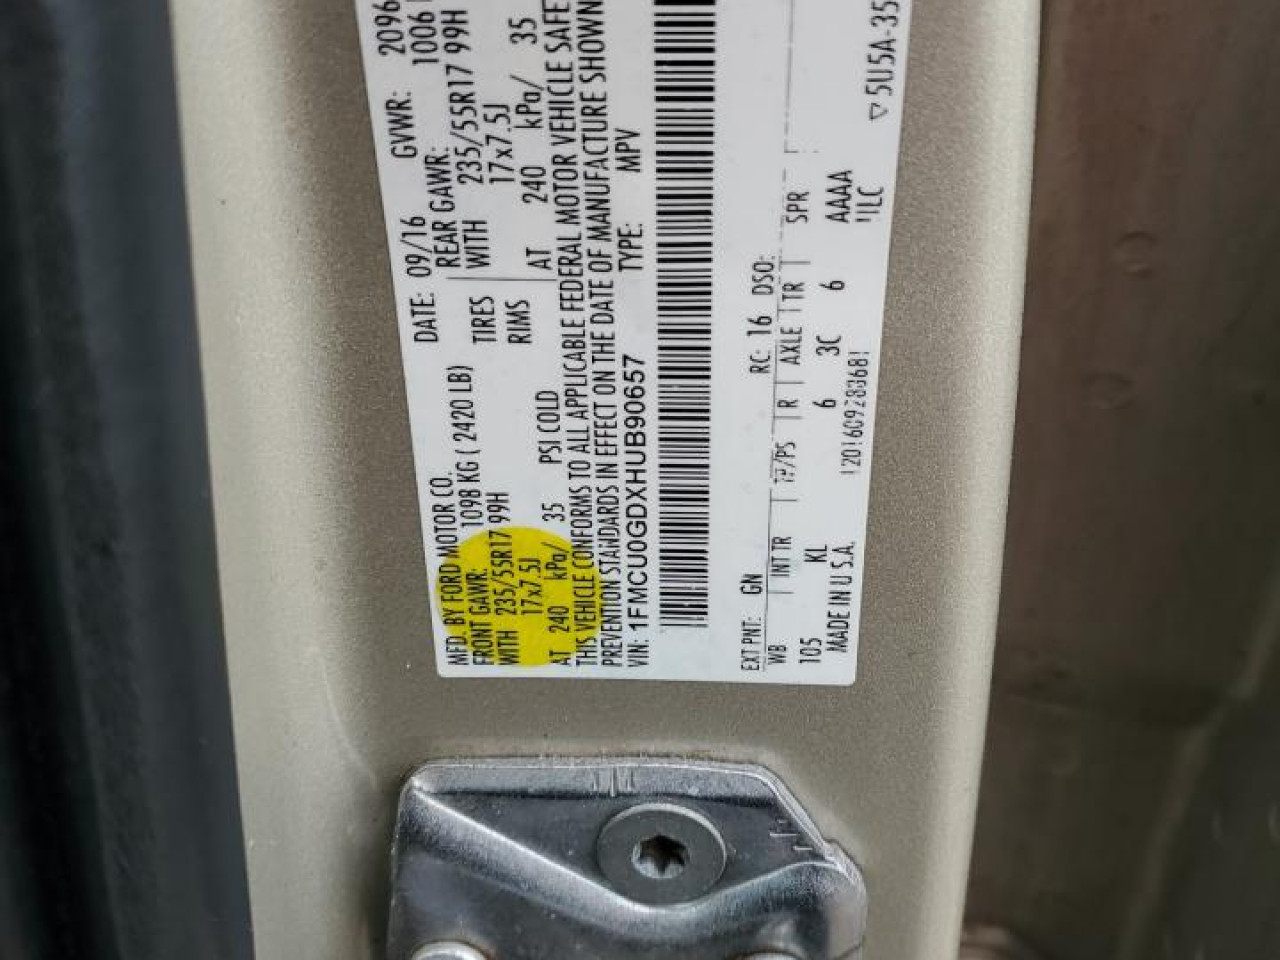 MFD. BY FORD MOTOR CO.
DATE: 09/16 GVWR: 2096
FRONT GAWR: 1098 KG ( 2420 LB) REAR GAWR: 1006
WITH 235/55R17 99H TIRES WITH 235/55R17 99H
17x7.5J RIMS 17x7.5J
AT 240 kPa/ 35 PSI COLD AT 240 kPa/ 35
THIS VEHICLE CONFORMS TO ALL APPLICABLE FEDERAL MOTOR VEHICLE SAFE
PREVENTION STANDARDS IN EFFECT ON THE DATE OF MANUFACTURE SHOWN
VIN: 1FMCU0GDXHUB90657 TYPE: MPV
EXT PNT: GN RC: 16 DSO:
WB INT TR TP/PS R AXLE TR SPR
105 KL 6 3C 6 AAAA
MADE IN U.S.A. 5U5A-35